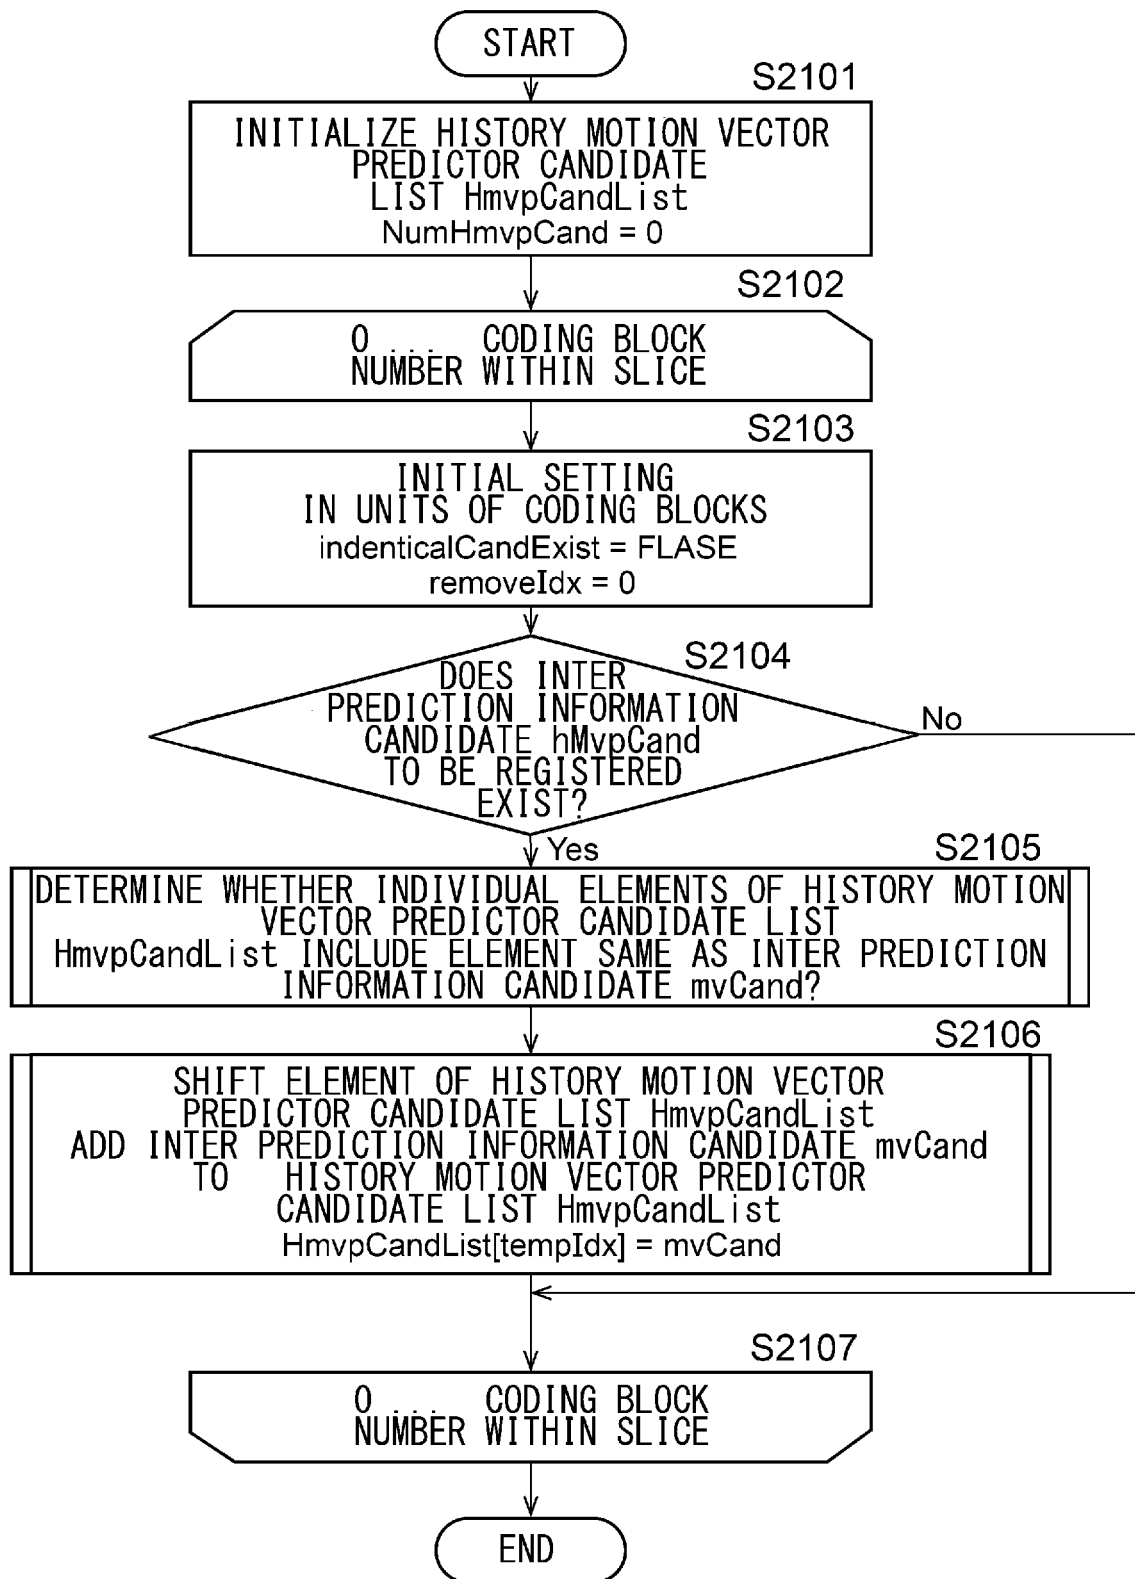 START
S2101
INITIALIZE HISTORY MOTION VECTOR
PREDICTOR CANDIDATE
LIST HmvpCandList
NumHmvpCand = 0
S2102
0 ... CODING BLOCK
NUMBER WITHIN SLICE
S2103
INITIAL SETTING
IN UNITS OF CODING BLOCKS
indenticalCandExist = FLASE
removeIdx = 0
S2104
DOES INTER
PREDICTION INFORMATION
CANDIDATE hMvpCand
TO BE REGISTERED
EXIST?
No
Yes
S2105
DETERMINE WHETHER INDIVIDUAL ELEMENTS OF HISTORY MOTION
VECTOR PREDICTOR CANDIDATE LIST
HmvpCandList INCLUDE ELEMENT SAME AS INTER PREDICTION
INFORMATION CANDIDATE mvCand?
S2106
SHIFT ELEMENT OF HISTORY MOTION VECTOR
PREDICTOR CANDIDATE LIST HmvpCandList
ADD INTER PREDICTION INFORMATION CANDIDATE mvCand
TO HISTORY MOTION VECTOR PREDICTOR
CANDIDATE LIST HmvpCandList
HmvpCandList[tempIdx] = mvCand
S2107
0 ... CODING BLOCK
NUMBER WITHIN SLICE
END